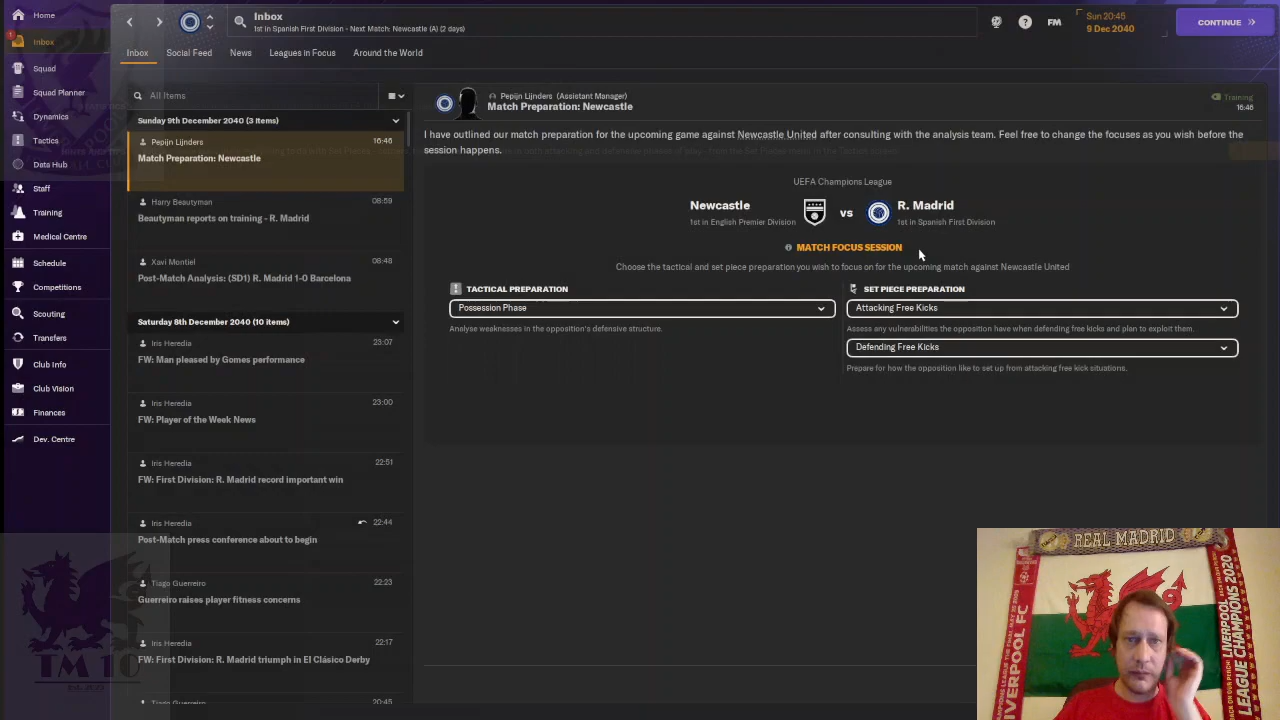 Inbox
1st in Spanish First Division - Next Match: Newcastle (A) (2 days)
FM
Sun 20:45
9 Dec 2040
CONTINUE
Home
Inbox
Squad
Squad Planner
Dynamics
Tactics
Data Hub
Staff
Training
Medical Centre
Schedule
Competitions
Scouting
Transfers
Club Info
Club Vision
Finances
Dev. Centre
Inbox Social Feed News Leagues in Focus Around the World
All Items
Sunday 9th December 2040 (3 items)
Pepijn Lijnders 16:46
Match Preparation: Newcastle
Harry Beautyman 08:59
Beautyman reports on training - R. Madrid
Xavi Montiel 08:48
Post-Match Analysis: (SD1) R. Madrid 1-0 Barcelona
Saturday 8th December 2040 (10 items)
Iris Heredia 23:07
FW: Man pleased by Gomes performance
Iris Heredia 23:00
FW: Player of the Week News
Iris Heredia 22:51
FW: First Division: R. Madrid record important win
Iris Heredia 22:44
Post-Match press conference about to begin
Tiago Guerreiro 22:23
Guerreiro raises player fitness concerns
Iris Heredia 22:17
FW: First Division: R. Madrid triumph in El Clásico Derby
Tiago Guerreiro 20:45
Pepijn Lijnders (Assistant Manager)
Match Preparation: Newcastle
Training
16:46
I have outlined our match preparation for the upcoming game against Newcastle United after consulting with the analysis team. Feel free to change the focuses as you wish before the
session happens.
UEFA Champions League
Newcastle
1st in English Premier Division
vs
R. Madrid
1st in Spanish First Division
MATCH FOCUS SESSION
Choose the tactical and set piece preparation you wish to focus on for the upcoming match against Newcastle United
TACTICAL PREPARATION
Possession Phase
Analyse weaknesses in the opposition's defensive structure.
SET PIECE PREPARATION
Attacking Free Kicks
Assess any vulnerabilities the opposition have when defending free kicks and plan to exploit them.
Defending Free Kicks
Prepare for how the opposition like to set up from attacking free kick situations.
TM 10
REAL MADRID
LIVERPOOL FC
LIVERPOOL
LEAGUE CHAMPIONS 2020